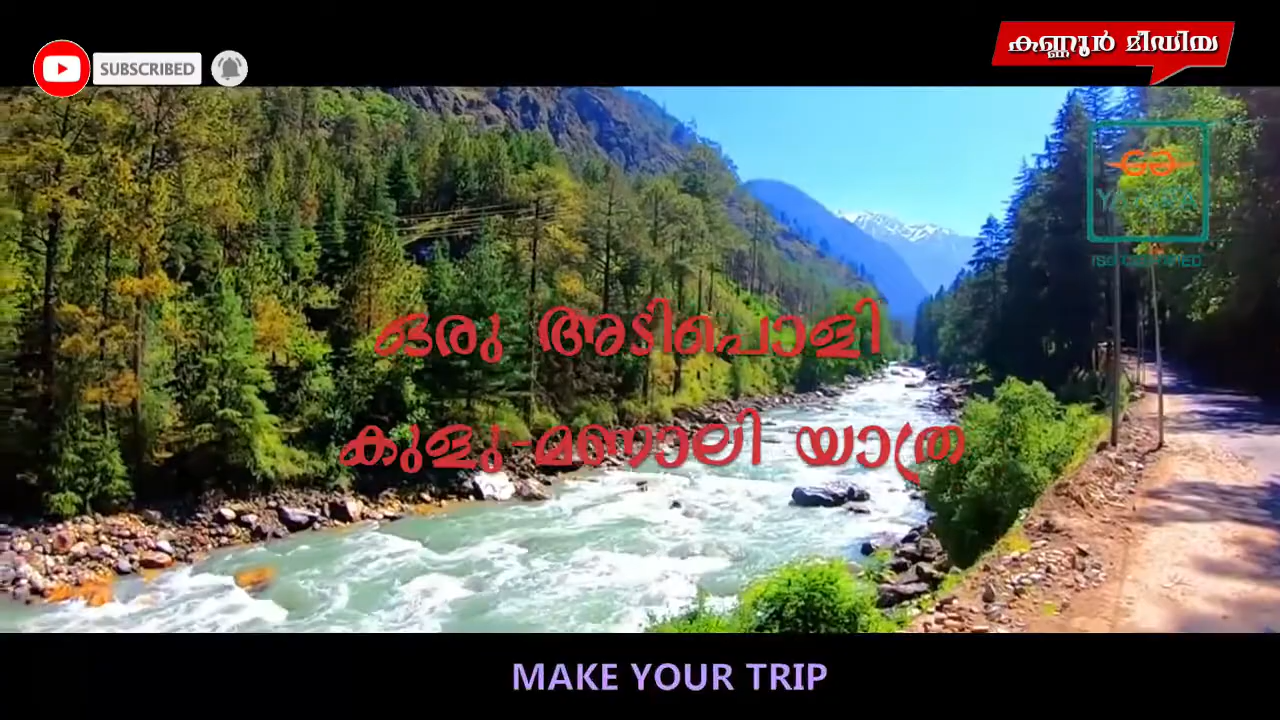 കണ്ണൂർ മീഡിയ
SUBSCRIBED
ഒരു അടിപൊളി
കുളു-മണാലി യാത്ര
MAKE YOUR TRIP